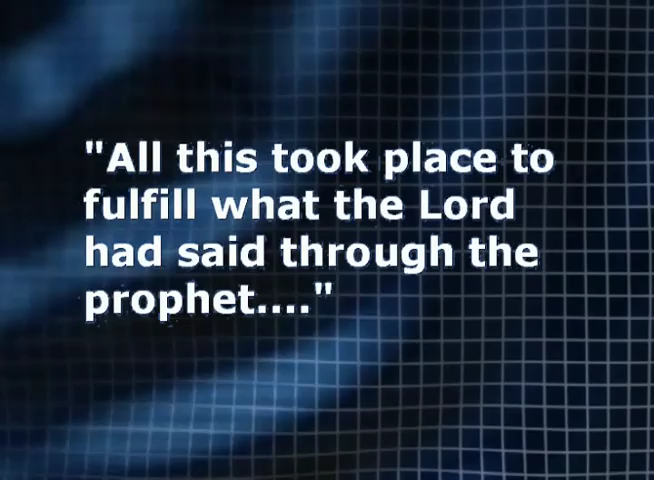 "All this took place to
fulfill what the Lord
had said through the
prophet...."